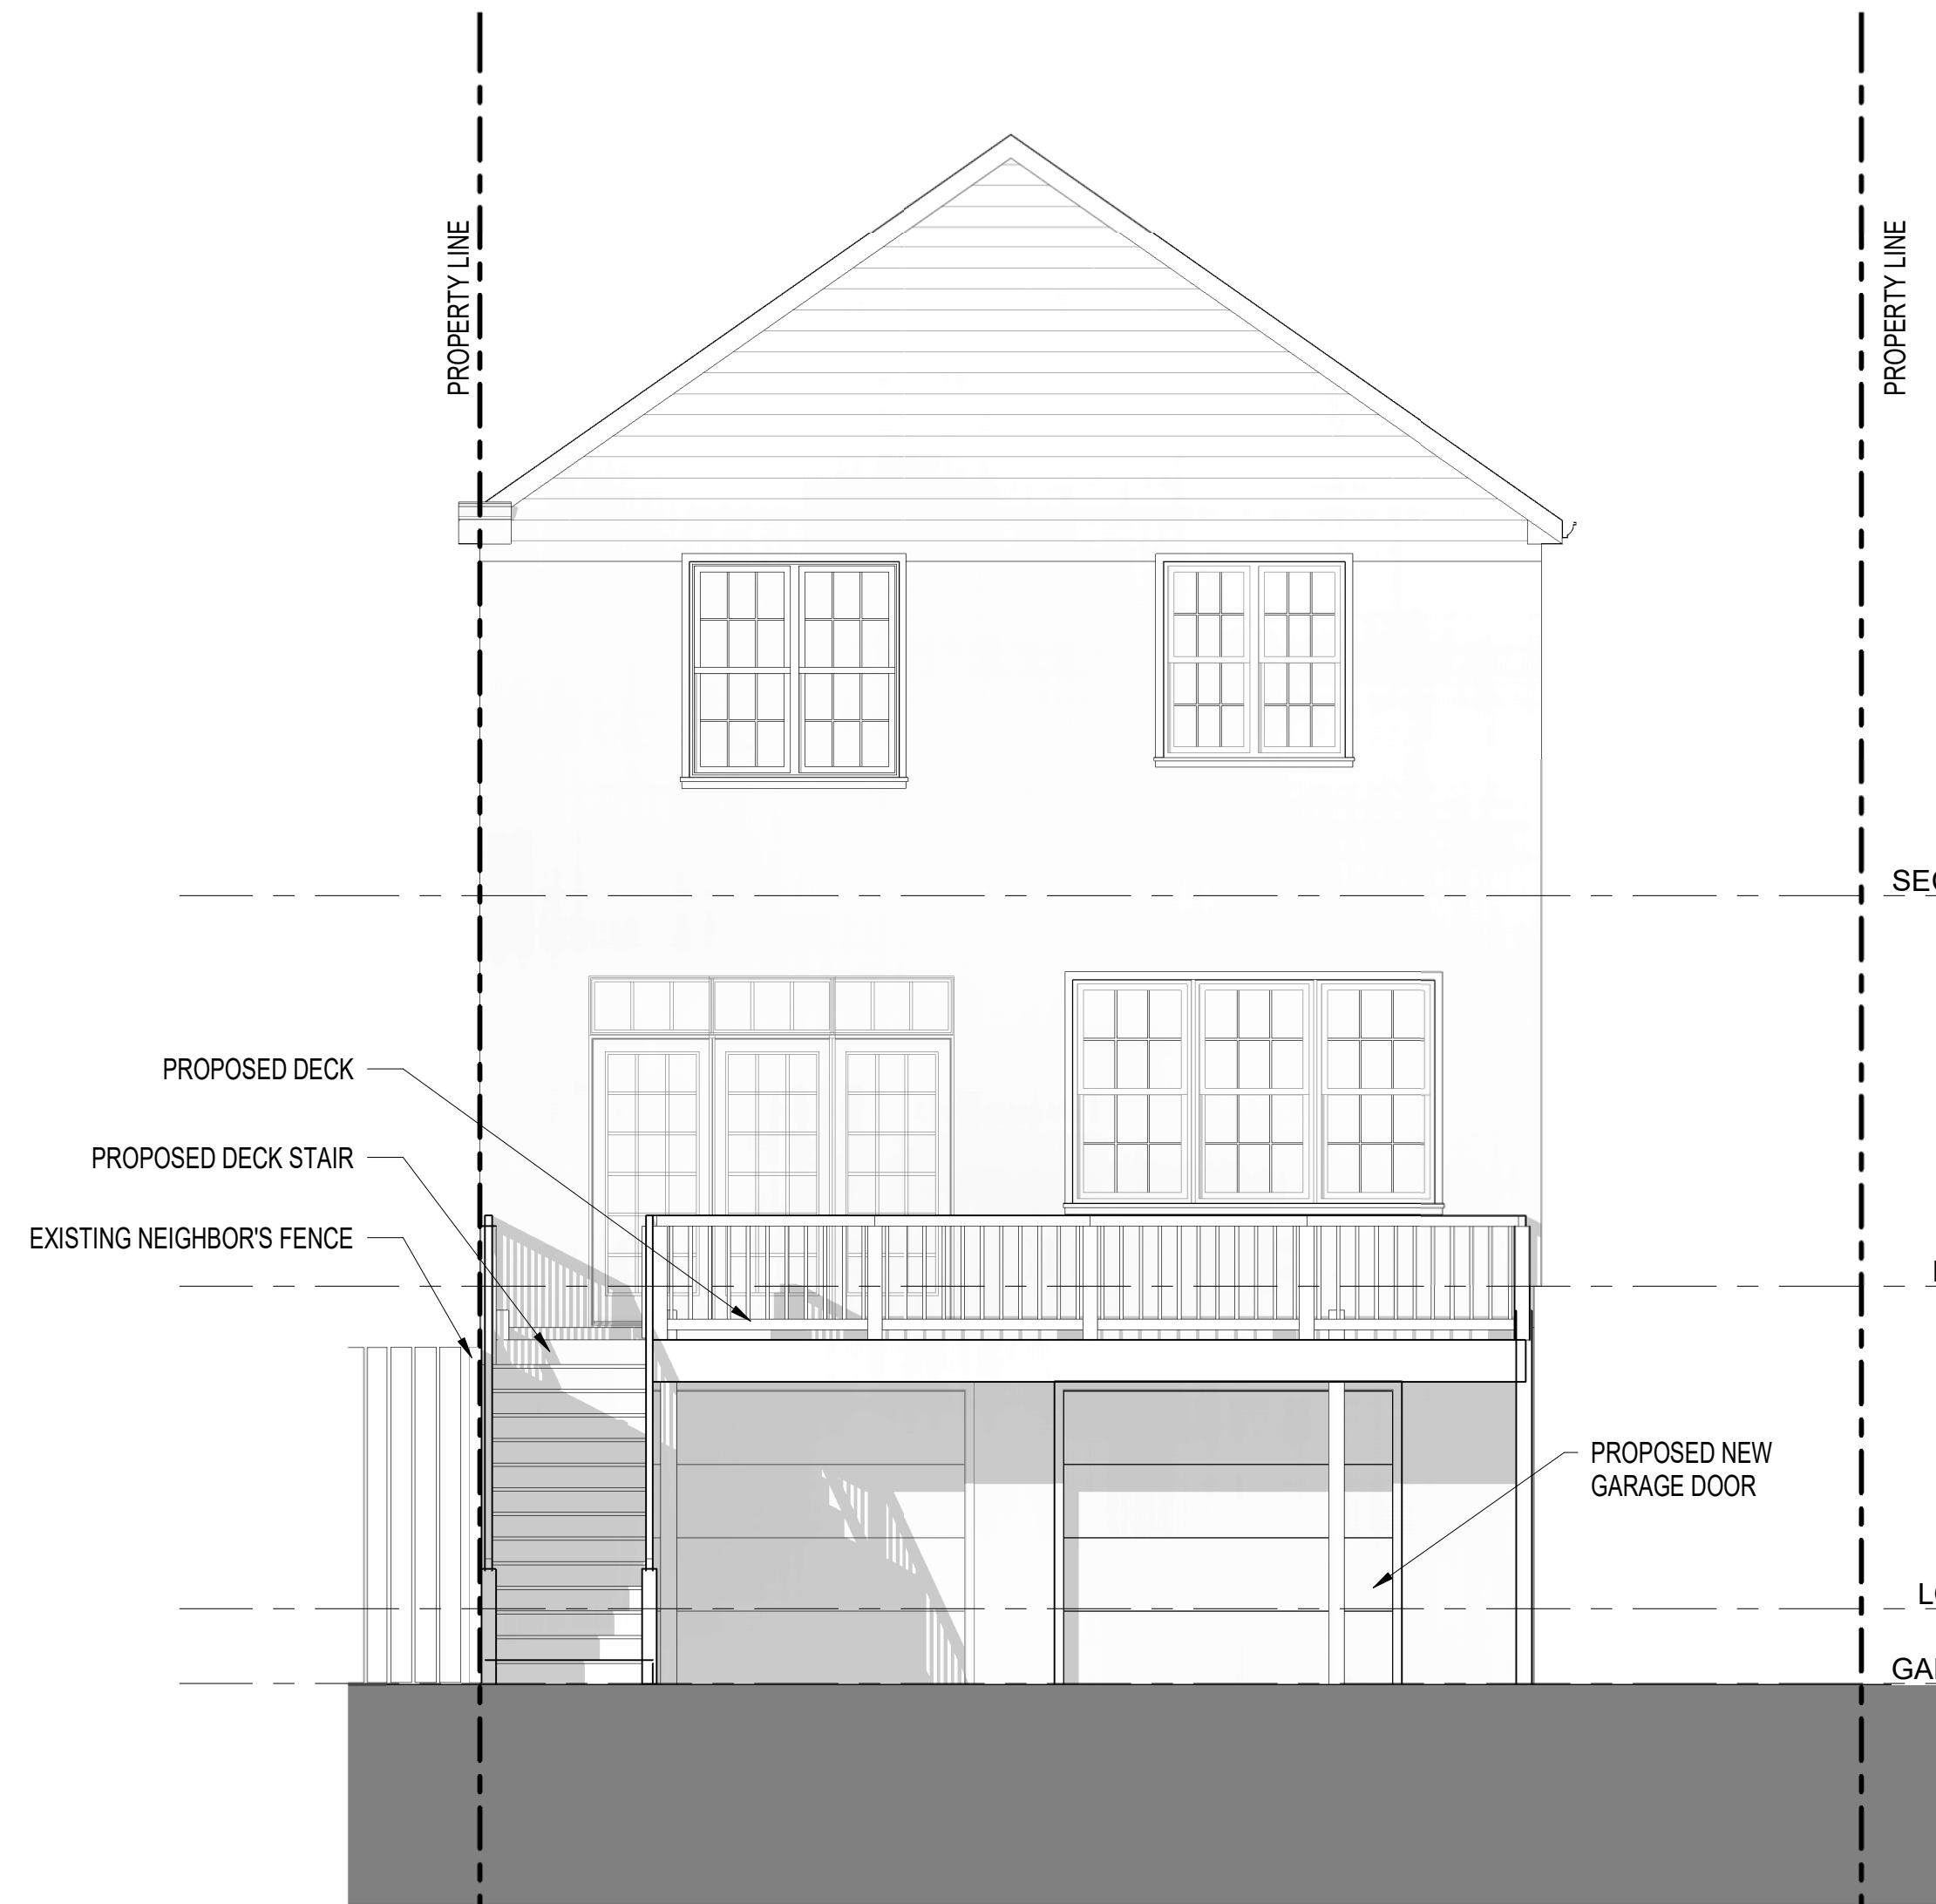 PROPERTY LINE
PROPERTY LINE
PROPOSED DECK
PROPOSED DECK STAIR
EXISTING NEIGHBOR'S FENCE
PROPOSED NEW
GARAGE DOOR